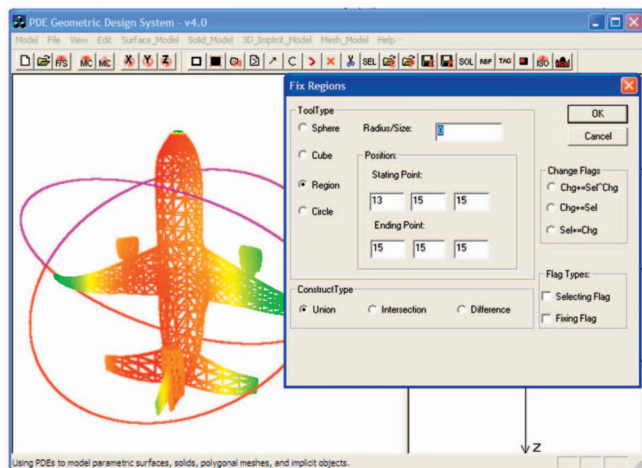 PDE Geometric Design System - v4.0
Model File View Edit Surface_Model Solid_Model 3D_Implicit_Model Mesh_Model Help
F/S MC MC X Y Z C SEL SOL RBF TAG ISO
Fix Regions
ToolType
Sphere Radius/Size: 0
Cube
Region
Circle
Position:
Stating Point:
13 15 15
Ending Point:
15 15 15
OK
Cancel
Change Flags
Chg+=Sel^Chg
Chg+=Sel
Sel+=Chg
ConstructType
Union Intersection Difference
Flag Types:
Selecting Flag
Fixing Flag
Z
Using PDEs to model parametric surfaces, solids, polygonal meshes, and implicit objects.